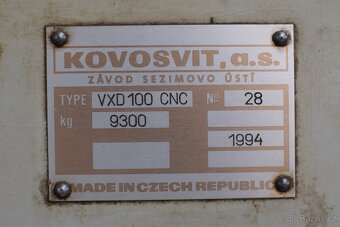 KOVOSVIT, a.s.
ZÁVOD SEZIMOVO ÚSTÍ
TYPE VXD100 CNC № 28
kg 9300
1994
MADE IN CZECH REPUBLIC